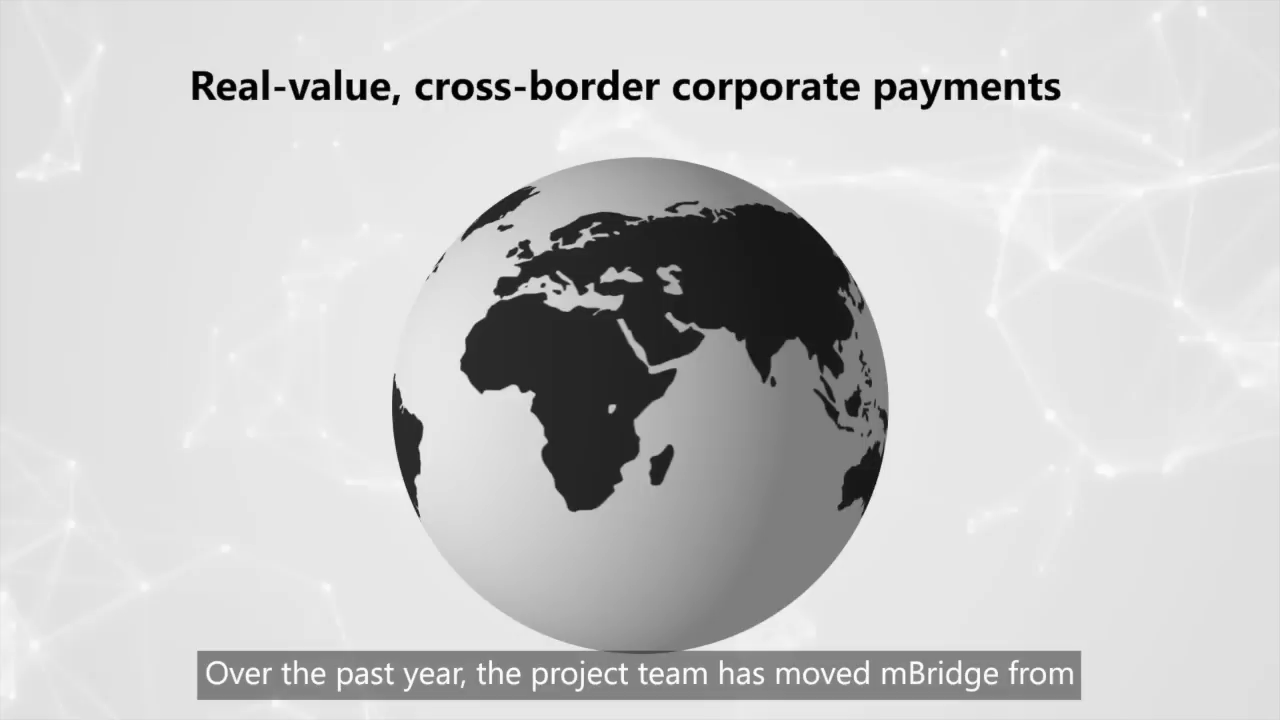 Real-value, cross-border corporate payments
Over the past year, the project team has moved mBridge from